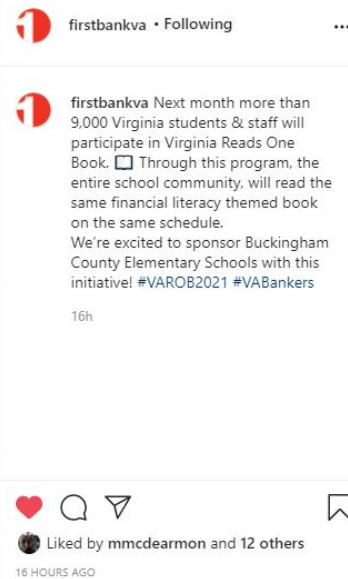 firstbankva • Following
...
firstbankva Next month more than
9,000 Virginia students & staff will
participate in Virginia Reads One
Book. 📖 Through this program, the
entire school community, will read the
same financial literacy themed book
on the same schedule.
We're excited to sponsor Buckingham
County Elementary Schools with this
initiative! #VAROB2021 #VABankers
16h
Liked by mmcdearmon and 12 others
16 HOURS AGO